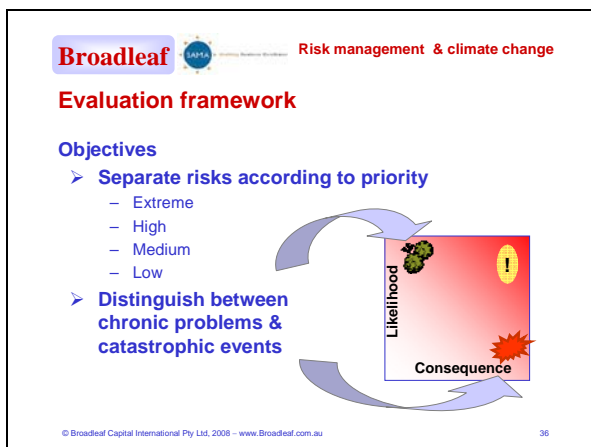 Broadleaf
SAMA
Risk management & climate change
Evaluation framework
Objectives
➢ Separate risks according to priority
– Extreme
– High
– Medium
– Low
➢ Distinguish between
chronic problems &
catastrophic events
Likelihood
!
Consequence
© Broadleaf Capital International Pty Ltd, 2008 – www.Broadleaf.com.au
36